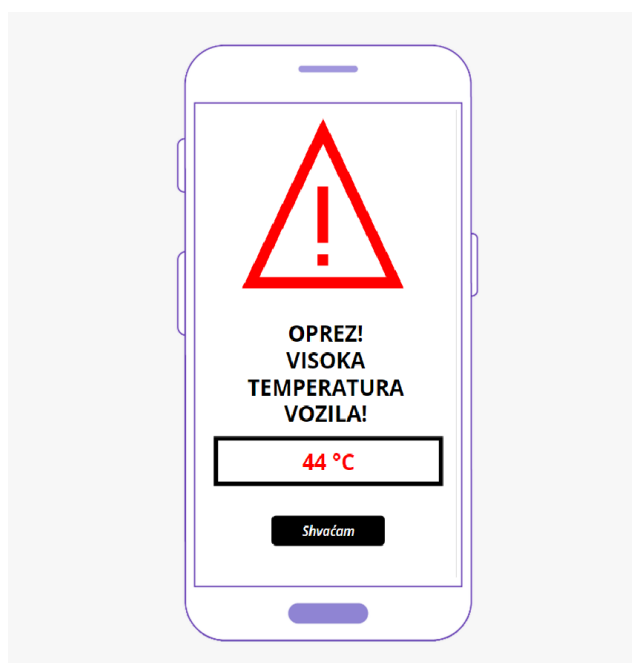 OPREZ!
VISOKA
TEMPERATURA
VOZILA!
44 °C
Shvaćam